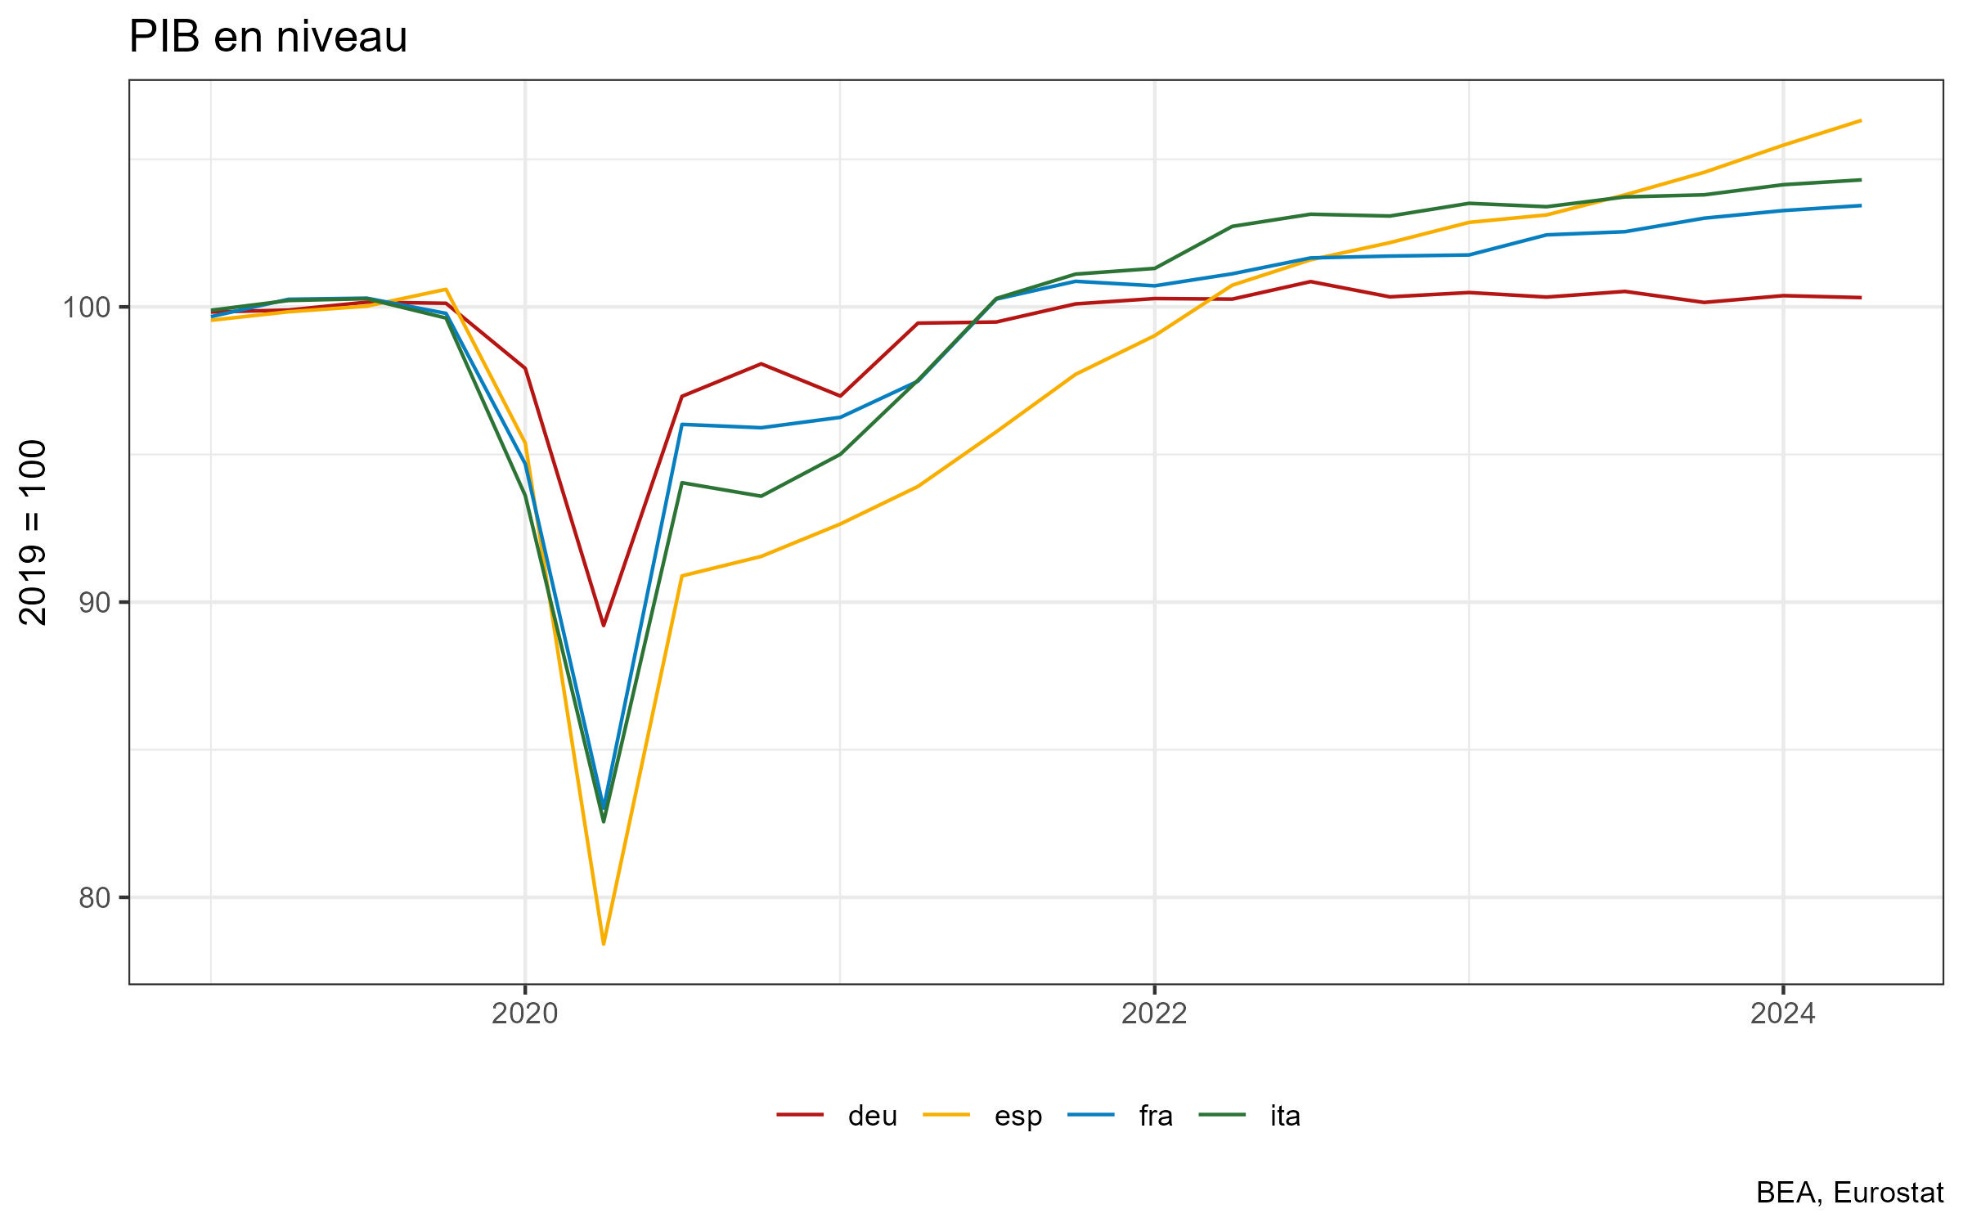 PIB en niveau
2019 = 100
100
90
80
2020 2022 2024
deu esp fra ita
BEA, Eurostat